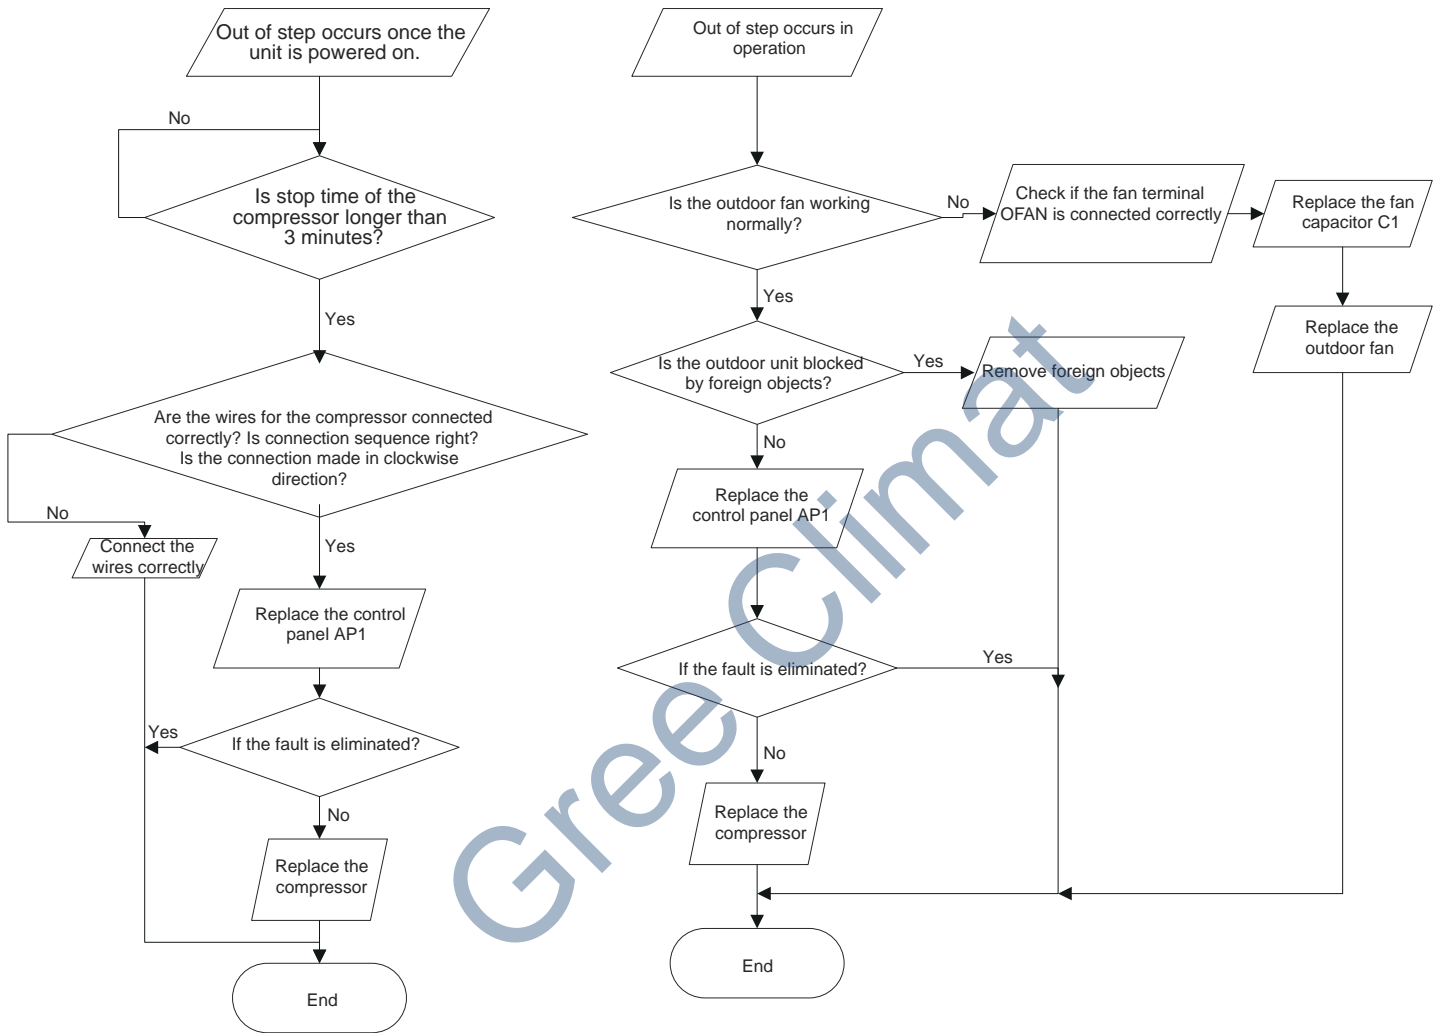 Out of step occurs once the
unit is powered on.
No
Is stop time of the
compressor longer than
3 minutes?
Yes
Are the wires for the compressor connected
correctly? Is connection sequence right?
Is the connection made in clockwise
direction?
No
Connect the
wires correctly
Yes
Replace the control
panel AP1
Yes
If the fault is eliminated?
No
Replace the
compressor
End
Out of step occurs in
operation
Is the outdoor fan working
normally?
No
Check if the fan terminal
OFAN is connected correctly
Replace the fan
capacitor C1
Replace the
outdoor fan
Yes
Is the outdoor unit blocked
by foreign objects?
Yes
Remove foreign objects
No
Replace the
control panel AP1
If the fault is eliminated?
Yes
No
Replace the
compressor
End
Gree Climat